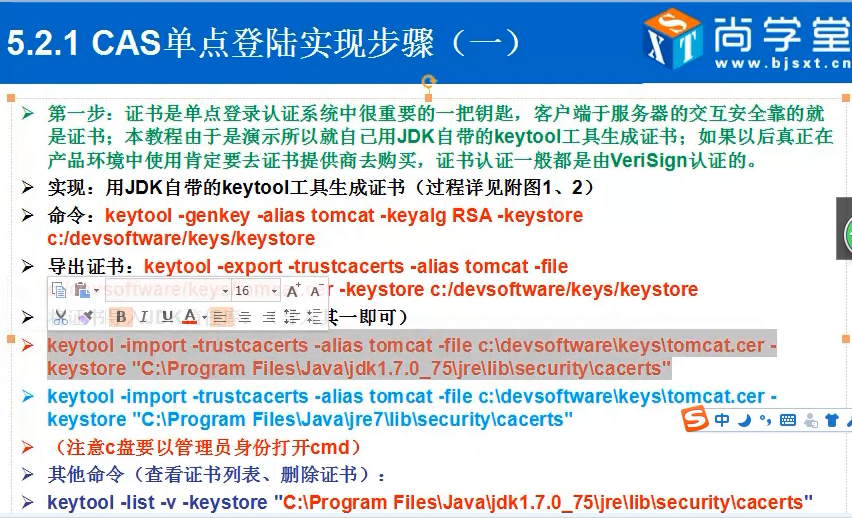 5.2.1 CAS单点登陆实现步骤（一）
尚学堂
www.bjsxt.cn
第一步：证书是单点登录认证系统中很重要的一把钥匙，客户端于服务器的交互安全靠的就
是证书；本教程由于是演示所以就自己用JDK自带的keytool工具生成证书；如果以后真正在
产品环境中使用肯定要去证书提供商去购买，证书认证一般都是由VeriSign认证的。
实现：用JDK自带的keytool工具生成证书（过程详见附图1、2）
命令：keytool -genkey -alias tomcat -keyalg RSA -keystore
c:/devsoftware/keys/keystore
导出证书：keytool -export -trustcacerts -alias tomcat -file
-keystore c:/devsoftware/keys/keystore
16
A A
B I U A
其一即可）
keytool -import -trustcacerts -alias tomcat -file c:\devsoftware\keys\tomcat.cer -
keystore "C:\Program Files\Java\jdk1.7.0_75\jre\lib\security\cacerts"
keytool -import -trustcacerts -alias tomcat -file c:\devsoftware\keys\tomcat.cer -
keystore "C:\Program Files\Java\jre7\lib\security\cacerts"
中
（注意c盘要以管理员身份打开cmd）
其他命令（查看证书列表、删除证书）：
keytool -list -v -keystore "C:\Program Files\Java\jdk1.7.0_75\jre\lib\security\cacerts"